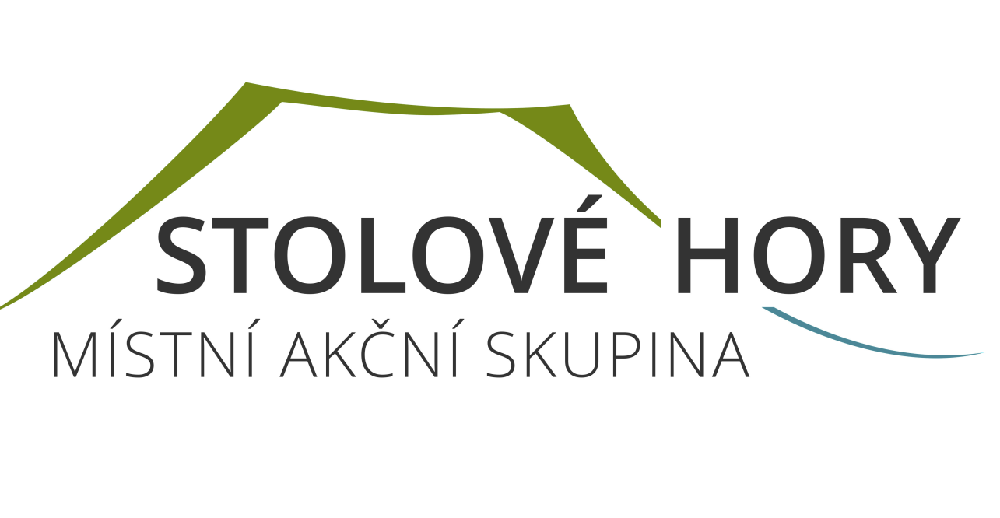 STOLOVÉ HORY
MÍSTNÍ AKČNÍ SKUPINA